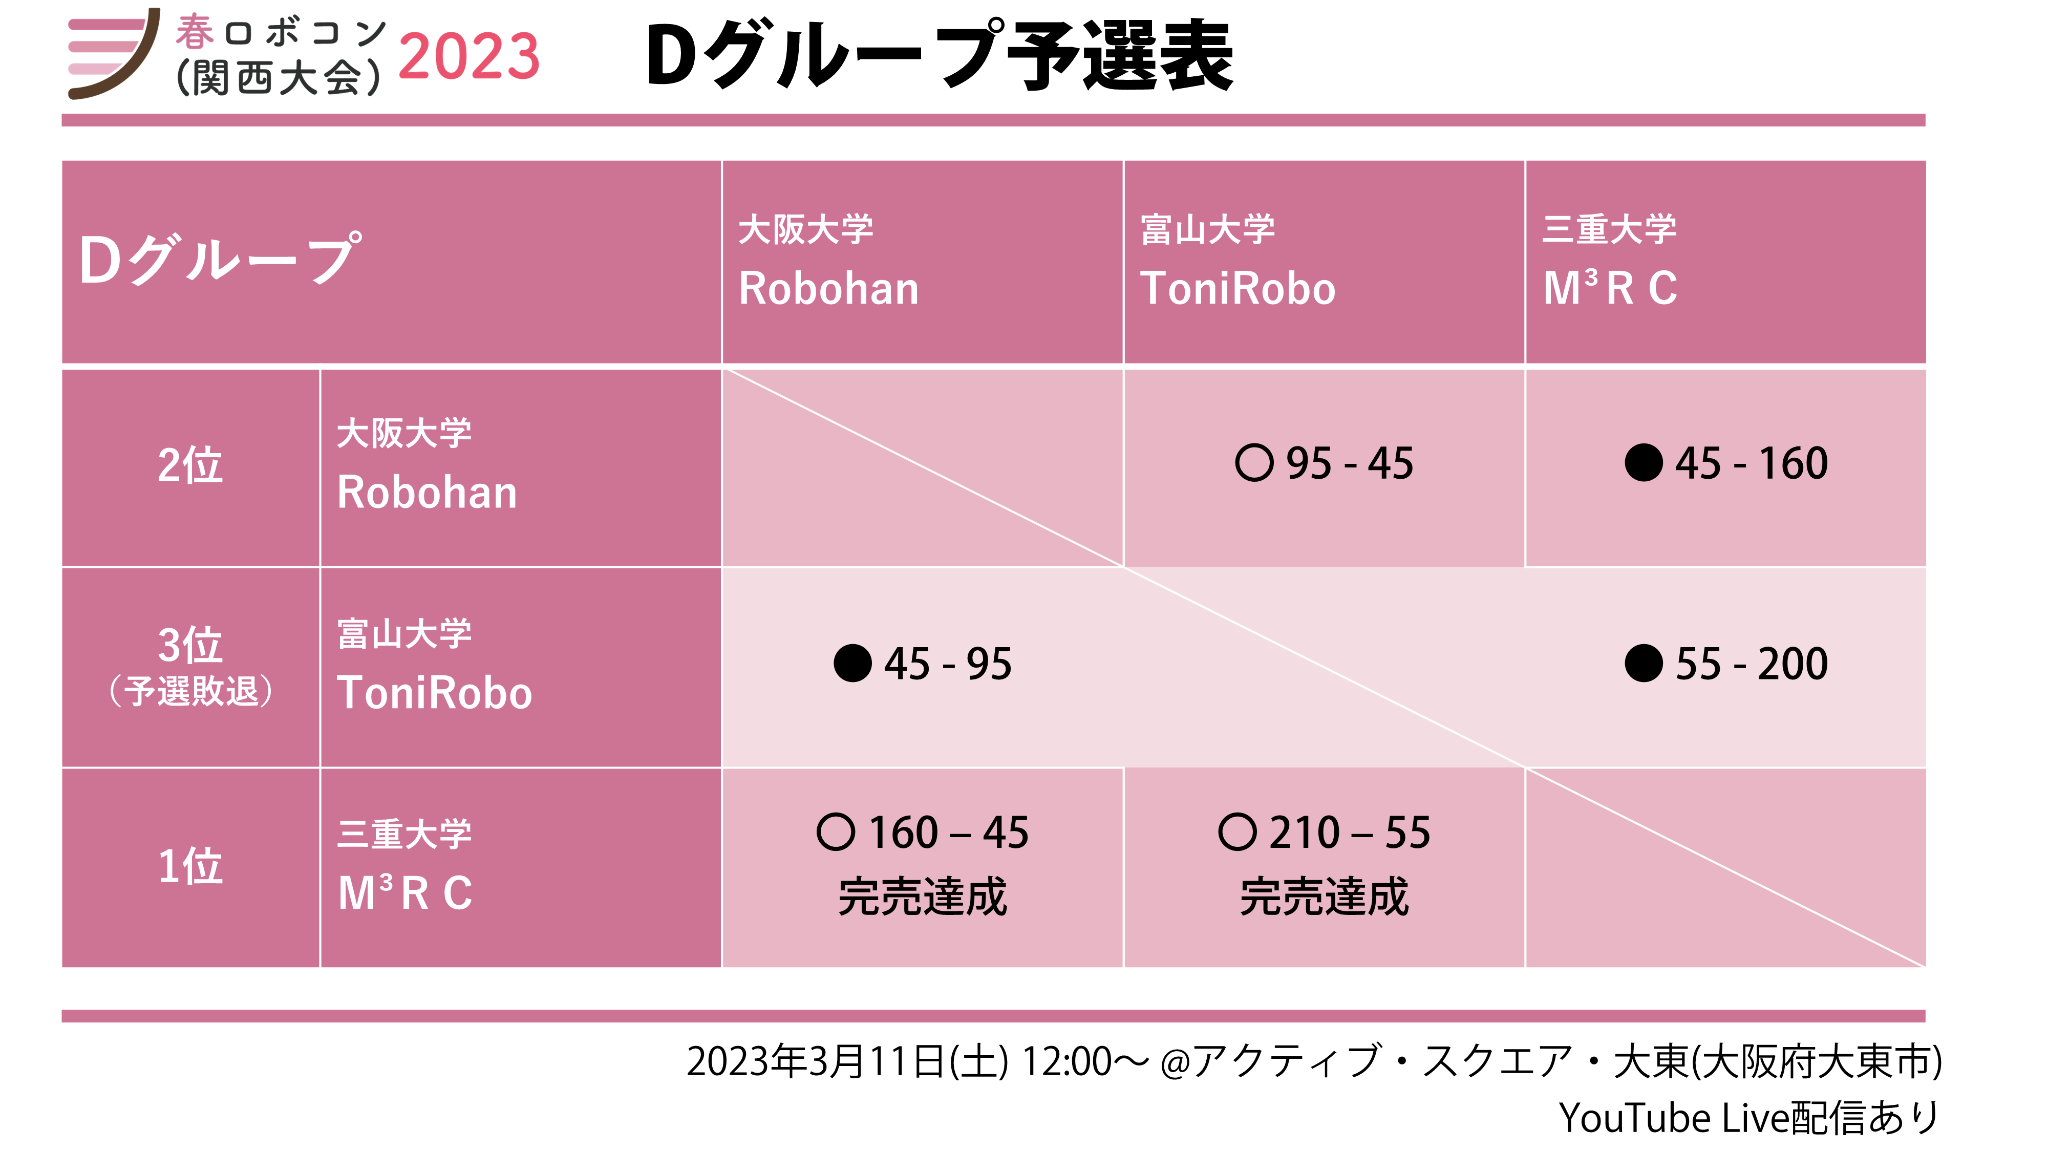 春ロボコン
(関西大会) 2023
Dグループ予選表
Dグループ
大阪大学
Robohan
富山大学
ToniRobo
三重大学
M³R C
2位
大阪大学
Robohan
○ 95 - 45
● 45 - 160
3位
（予選敗退）
富山大学
ToniRobo
● 45 - 95
● 55 - 200
1位
三重大学
M³R C
○ 160 – 45
完売達成
○ 210 – 55
完売達成
2023年3月11日(土) 12:00～ @アクティブ・スクエア・大東(大阪府大東市)
YouTube Live配信あり